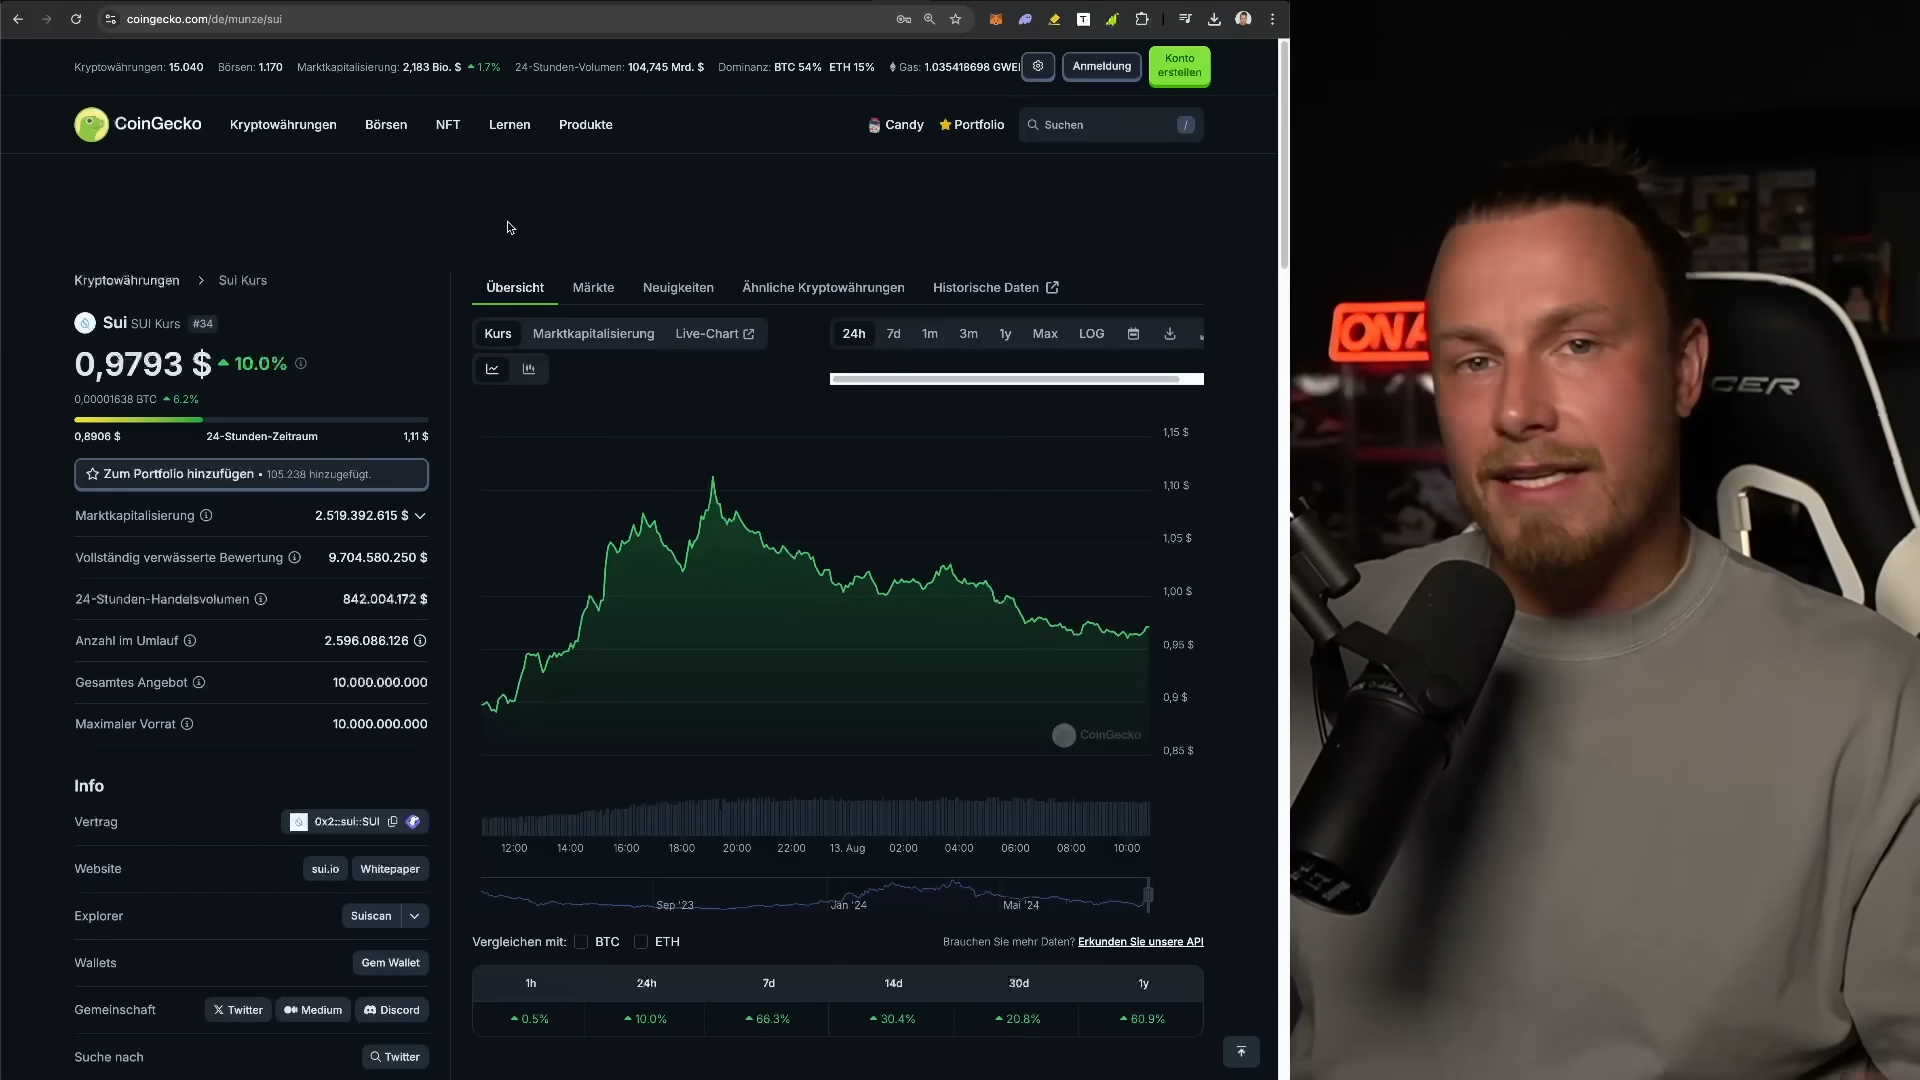 coingecko.com/de/munze/sui
Kryptowährungen: 15.040 Börsen: 1.170 Marktkapitalisierung: 2,183 Bio. $ 1.7% 24-Stunden-Volumen: 104,745 Mrd. $ Dominanz: BTC 54% ETH 15% Gas: 1.035418698 GWEI
Anmeldung
Konto
erstellen
CoinGecko
Kryptowährungen Börsen NFT Lernen Produkte
Candy Portfolio Suchen /
Kryptowährungen > Sui Kurs
Übersicht Märkte Neuigkeiten Ähnliche Kryptowährungen Historische Daten
Sui SUI Kurs #34
Kurs Marktkapitalisierung Live-Chart
24h 7d 1m 3m 1y Max LOG
0,9793 $ 10.0%
0,00001638 BTC 6.2%
0,8906 $ 24-Stunden-Zeitraum 1,11 $
Zum Portfolio hinzufügen • 105.238 hinzugefügt.
Marktkapitalisierung 2.519.392.615 $
Vollständig verwässerte Bewertung 9.704.580.250 $
24-Stunden-Handelsvolumen 842.004.172 $
Anzahl im Umlauf 2.596.086.126
Gesamtes Angebot 10.000.000.000
Maximaler Vorrat 10.000.000.000
Info
Vertrag 0x2::sui::SUI
Website sui.io Whitepaper
Explorer Suiscan
Wallets Gem Wallet
Gemeinschaft Twitter Medium Discord
Suche nach Twitter
1,15 $
1,10 $
1,05 $
1,00 $
0,95 $
0,9 $
0,85 $
CoinGecko
12:00 14:00 16:00 18:00 20:00 22:00 13. Aug 02:00 04:00 06:00 08:00 10:00
Sep '23 Jan '24 Mai '24
Vergleichen mit: BTC ETH
Brauchen Sie mehr Daten? Erkunden Sie unsere API
1h 24h 7d 14d 30d 1y
0.5% 10.0% 66.3% 30.4% 20.8% 60.9%
ON A
CER